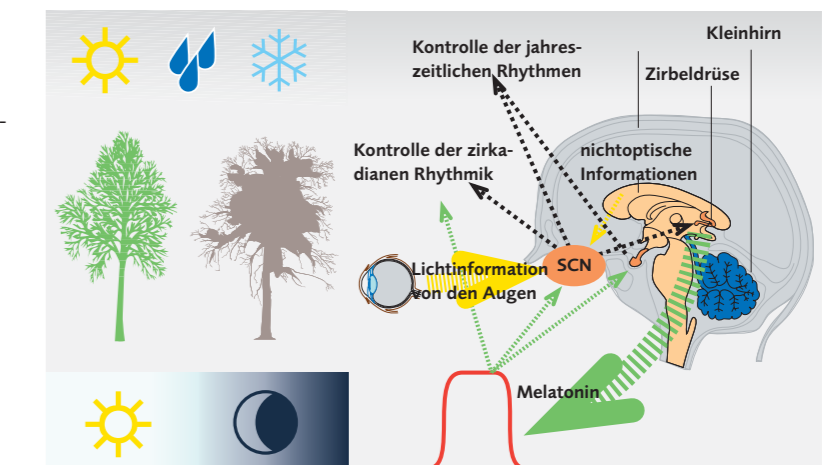 Kleinhirn
Kontrolle der jahres-
zeitlichen Rhythmen
Zirbeldrüse
Kontrolle der zirka-
dianen Rhythmik
nichtoptische
Informationen
Lichtinformation
von den Augen
SCN
Melatonin